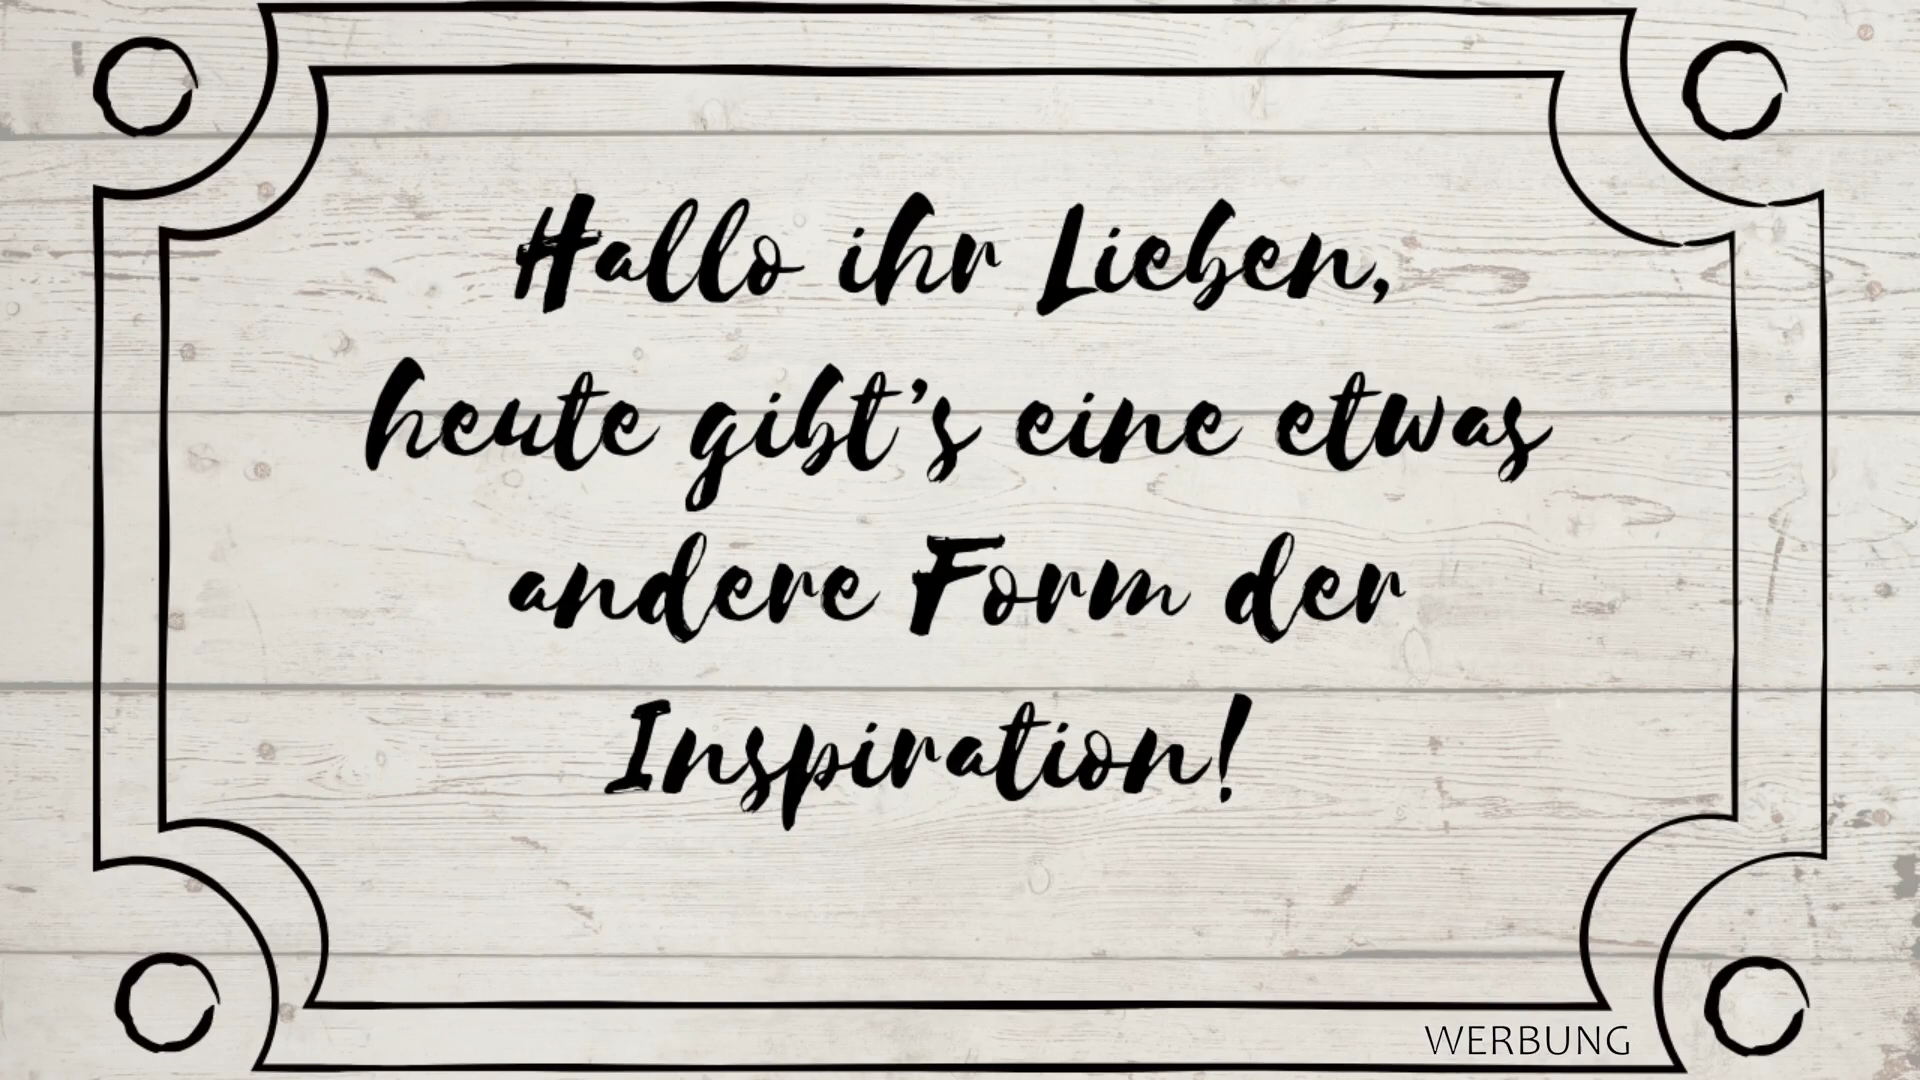 Hallo ihr Lieben,
heute gibt's eine etwas
andere Form der
Inspiration!
WERBUNG